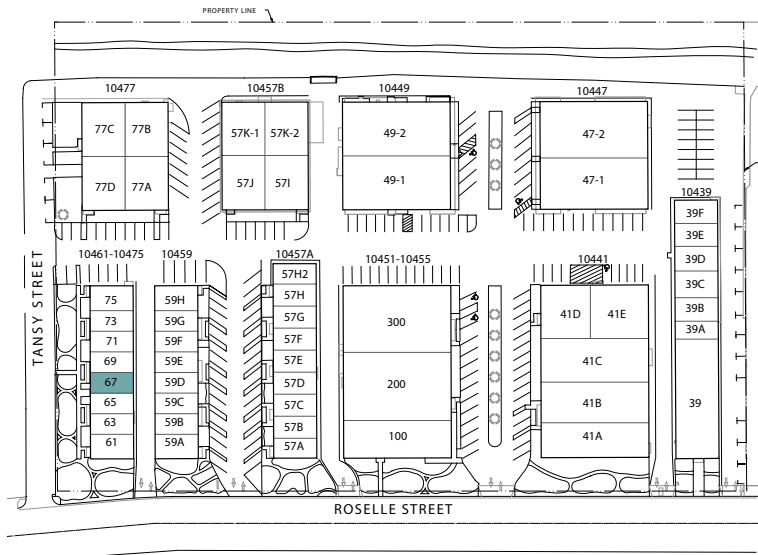 PROPERTY LINE
10477
10457B
10449
10447
77C
77B
77D
77A
57K-1
57K-2
57J
57I
49-2
49-1
47-2
47-1
10439
39F
39E
39D
39C
39B
39A
39
TANSY STREET
10461-10475
75
73
71
69
67
65
63
61
10459
59H
59G
59F
59E
59D
59C
59B
59A
10457A
57H2
57H
57G
57F
57E
57D
57C
57B
57A
10451-10455
300
200
100
10441
41D
41E
41C
41B
41A
ROSELLE STREET